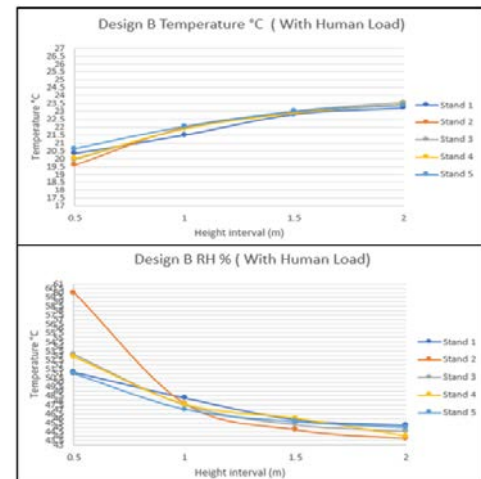 Design B Temperature °C ( With Human Load)
27
26.5
26
25.5
25
24.5
24
23.5
23
22.5
22
21.5
21
20.5
20
19.5
19
18.5
18
17.5
17
Temperature °C
0.5 1 1.5 2
Height interval (m)
Stand 1
Stand 2
Stand 3
Stand 4
Stand 5
Design B RH % ( With Human Load)
Temperature °C
0.5 1 1.5 2
Height interval (m)
Stand 1
Stand 2
Stand 3
Stand 4
Stand 5